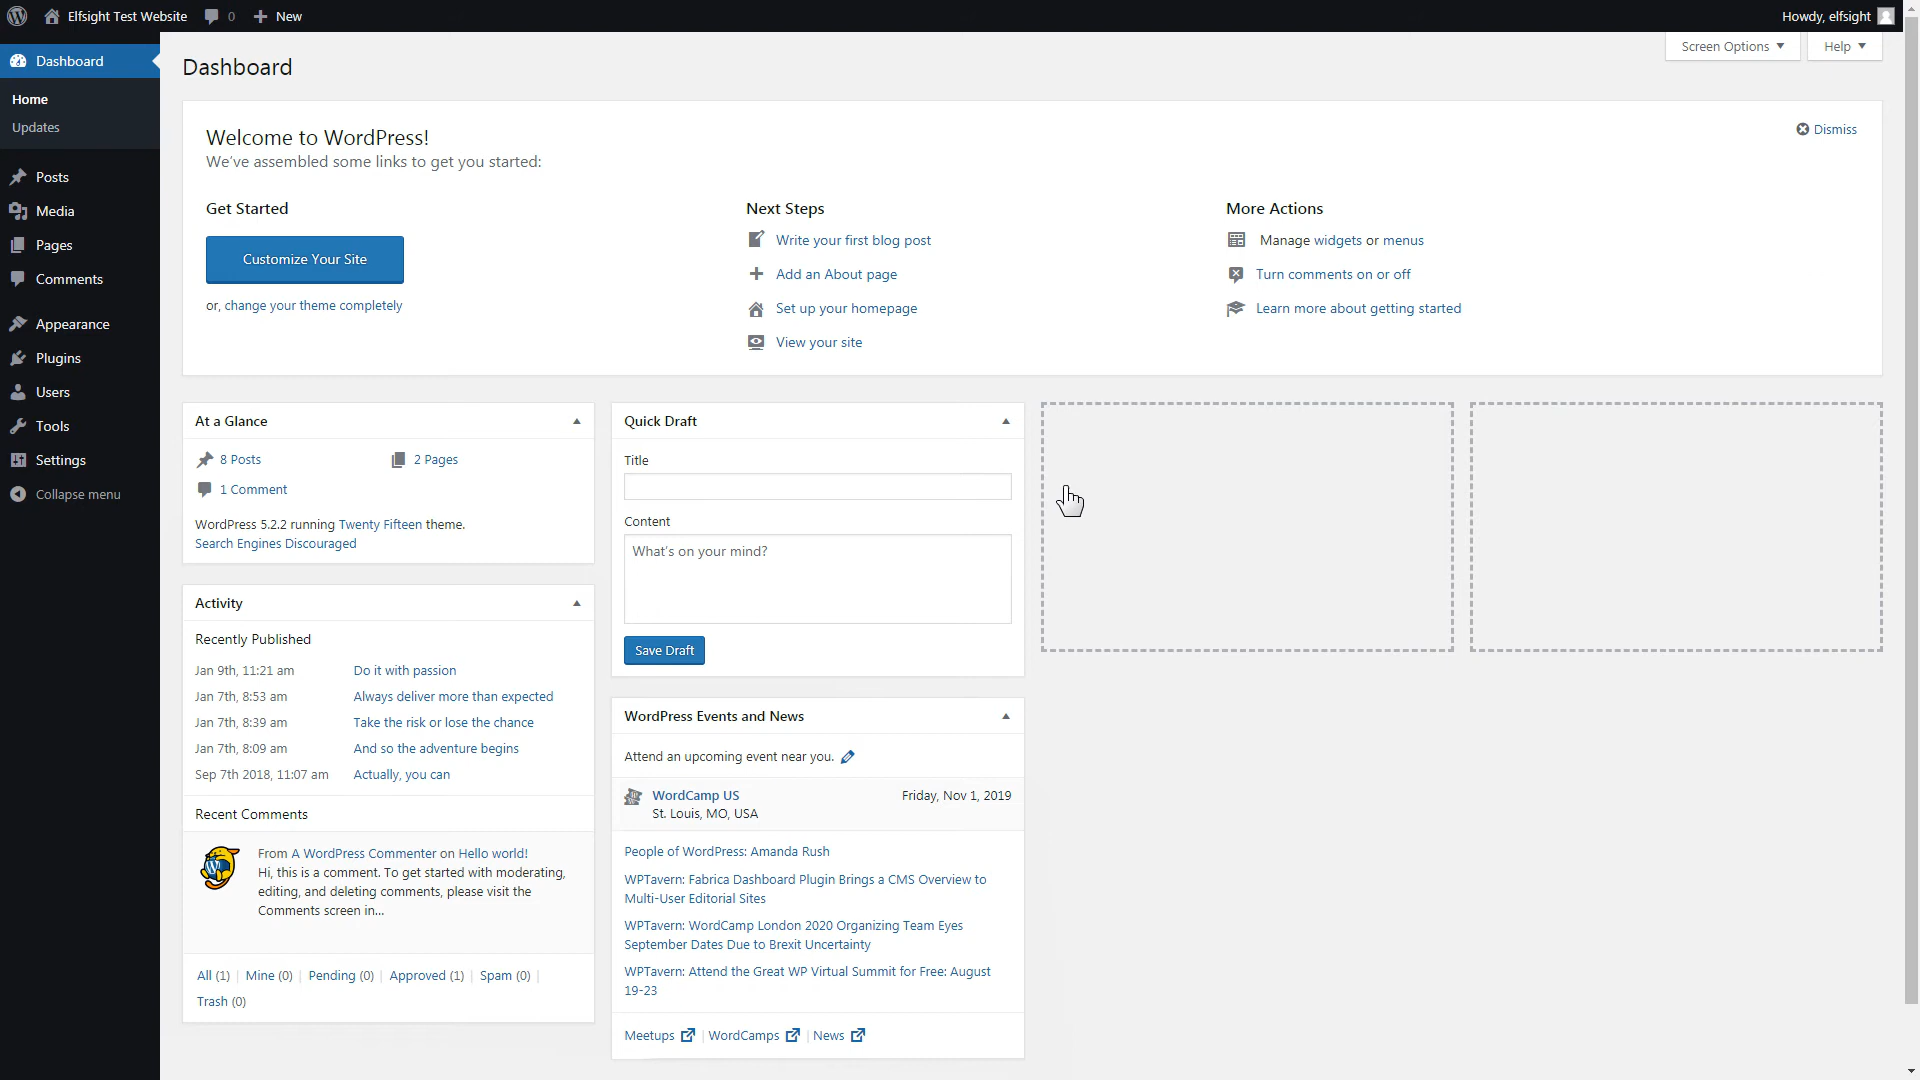 Elfsight Test Website 0 New
Howdy, elfsight
Screen Options
Help
Dashboard
Home
Updates
Posts
Media
Pages
Comments
Appearance
Plugins
Users
Tools
Settings
Collapse menu
Dashboard
Welcome to WordPress!
We've assembled some links to get you started:
Dismiss
Get Started
Customize Your Site
or, change your theme completely
Next Steps
Write your first blog post
Add an About page
Set up your homepage
View your site
More Actions
Manage widgets or menus
Turn comments on or off
Learn more about getting started
At a Glance
8 Posts
2 Pages
1 Comment
WordPress 5.2.2 running Twenty Fifteen theme.
Search Engines Discouraged
Activity
Recently Published
Jan 9th, 11:21 am Do it with passion
Jan 7th, 8:53 am Always deliver more than expected
Jan 7th, 8:39 am Take the risk or lose the chance
Jan 7th, 8:09 am And so the adventure begins
Sep 7th 2018, 11:07 am Actually, you can
Recent Comments
From A WordPress Commenter on Hello world!
Hi, this is a comment. To get started with moderating,
editing, and deleting comments, please visit the
Comments screen in...
All (1) | Mine (0) | Pending (0) | Approved (1) | Spam (0) |
Trash (0)
Quick Draft
Title
Content
What's on your mind?
Save Draft
WordPress Events and News
Attend an upcoming event near you.
WordCamp US Friday, Nov 1, 2019
St. Louis, MO, USA
People of WordPress: Amanda Rush
WPTavern: Fabrica Dashboard Plugin Brings a CMS Overview to
Multi-User Editorial Sites
WPTavern: WordCamp London 2020 Organizing Team Eyes
September Dates Due to Brexit Uncertainty
WPTavern: Attend the Great WP Virtual Summit for Free: August
19-23
Meetups | WordCamps | News